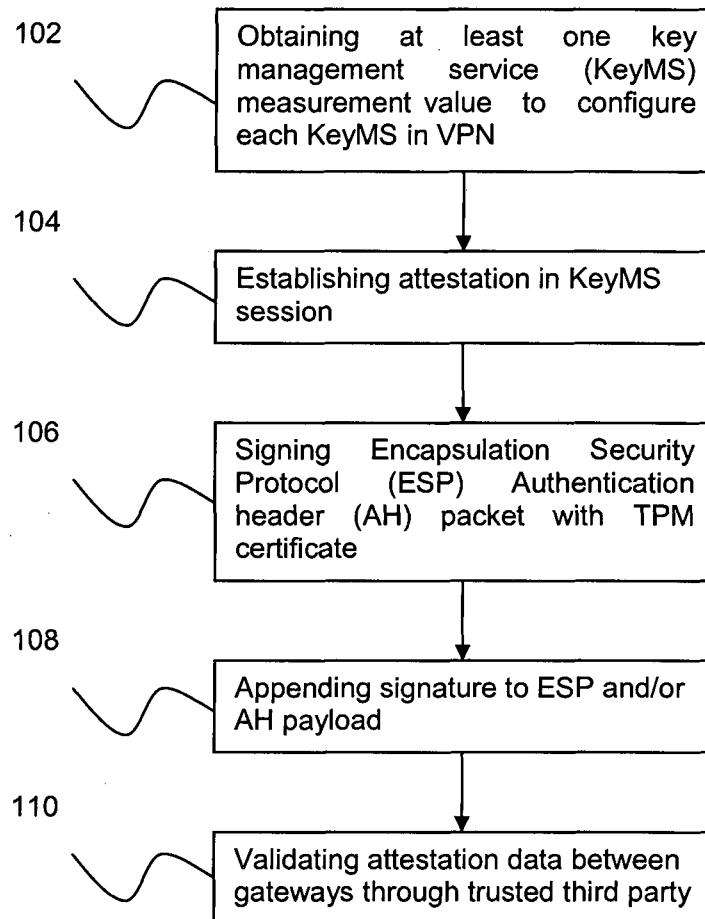 102
Obtaining at least one key
management service (KeyMS)
measurement value to configure
each KeyMS in VPN
104
Establishing attestation in KeyMS
session
106
Signing Encapsulation Security
Protocol (ESP) Authentication
header (AH) packet with TPM
certificate
108
Appending signature to ESP and/or
AH payload
110
Validating attestation data between
gateways through trusted third party